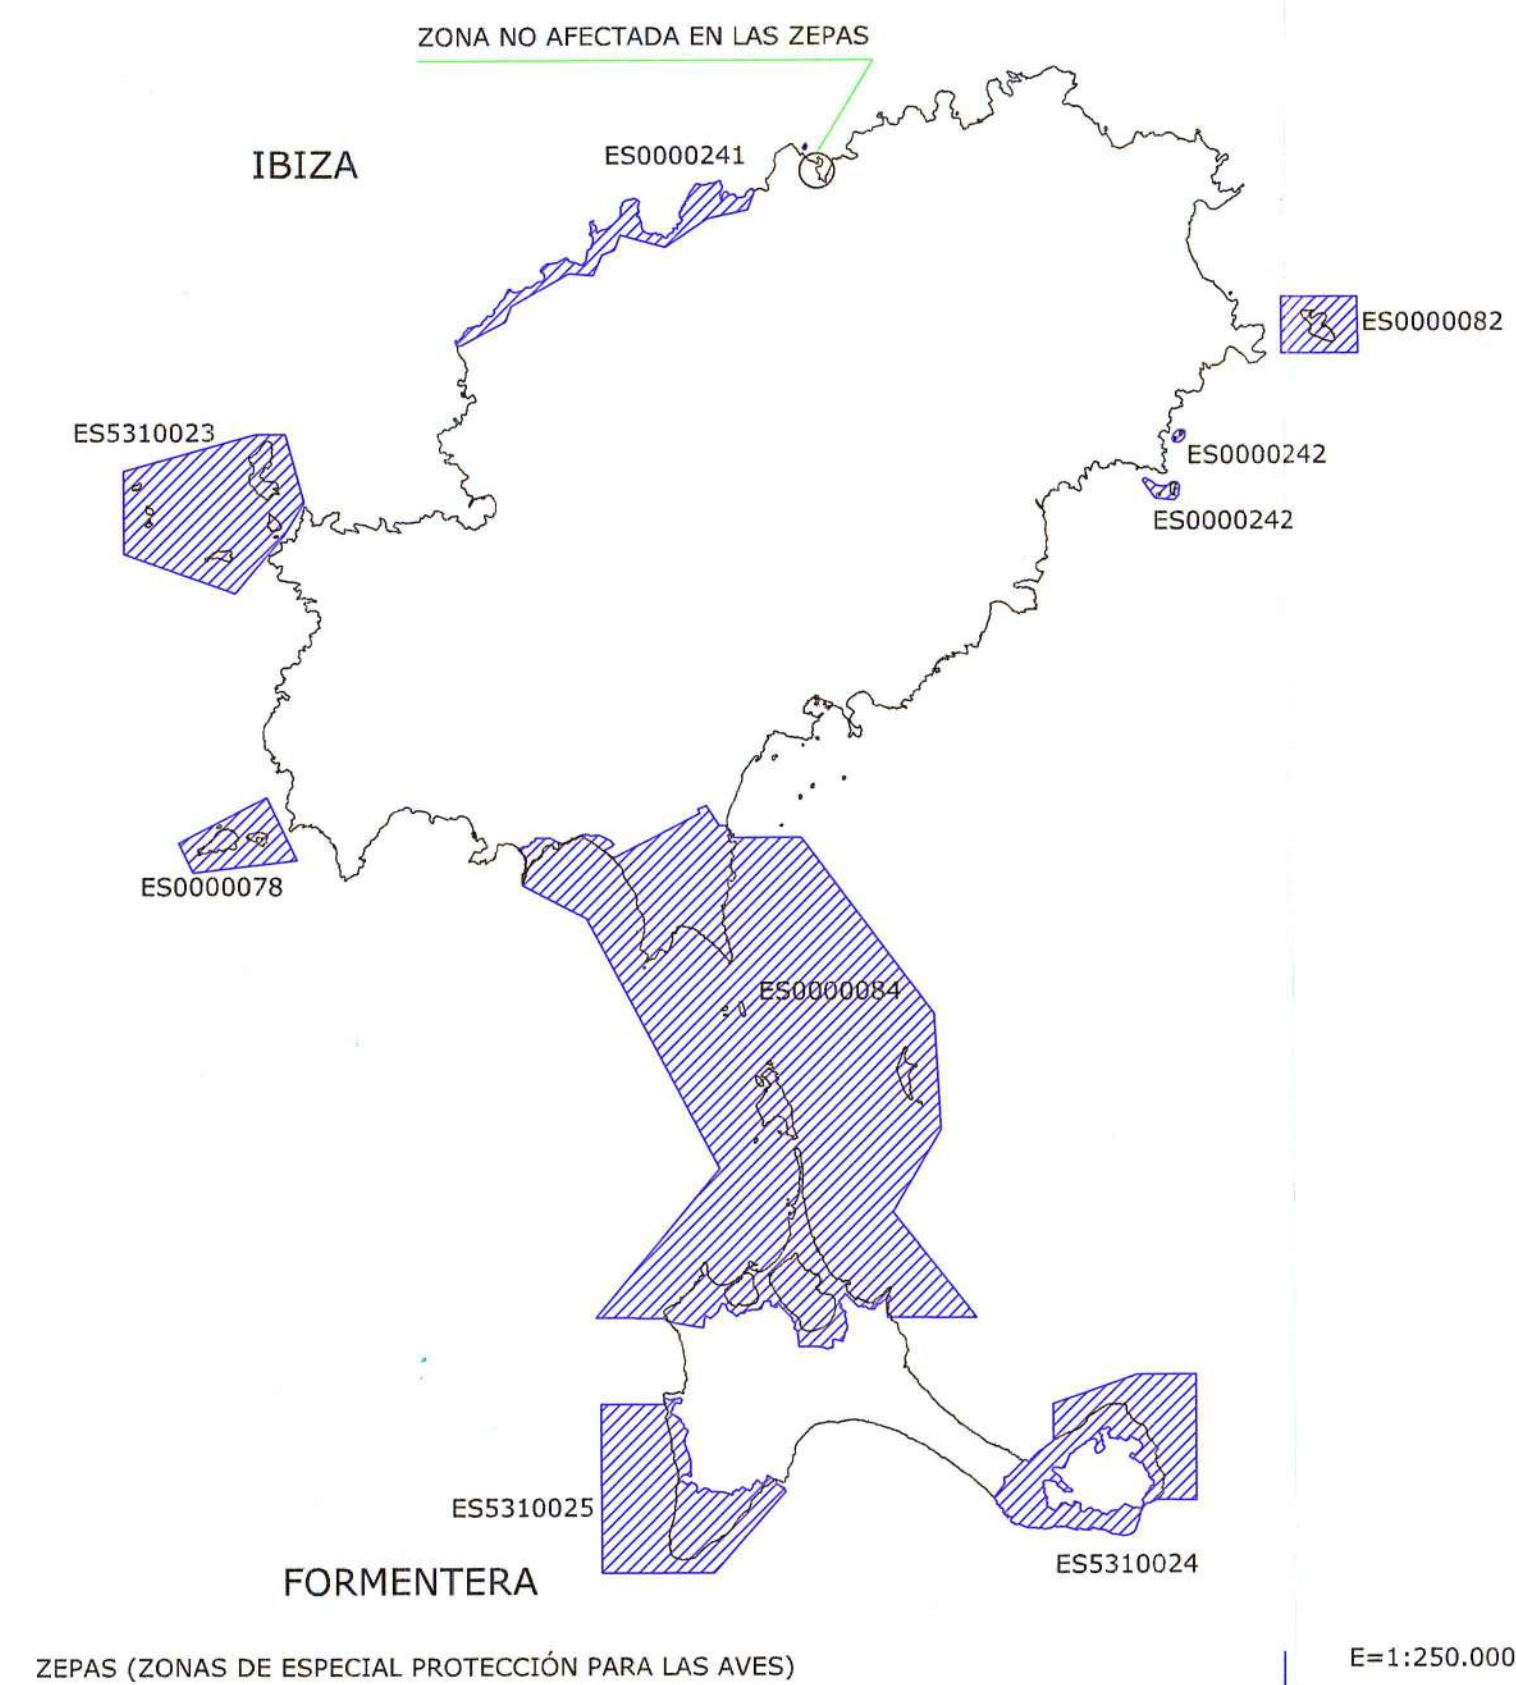 ZONA NO AFECTADA EN LAS ZEPAS
IBIZA
ES0000241
ES0000082
ES5310023
ES0000242
ES0000242
ES0000078
ES0000084
ES5310025
ES5310024
FORMENTERA
ZEPAS (ZONAS DE ESPECIAL PROTECCIÓN PARA LAS AVES)
E=1:250.000